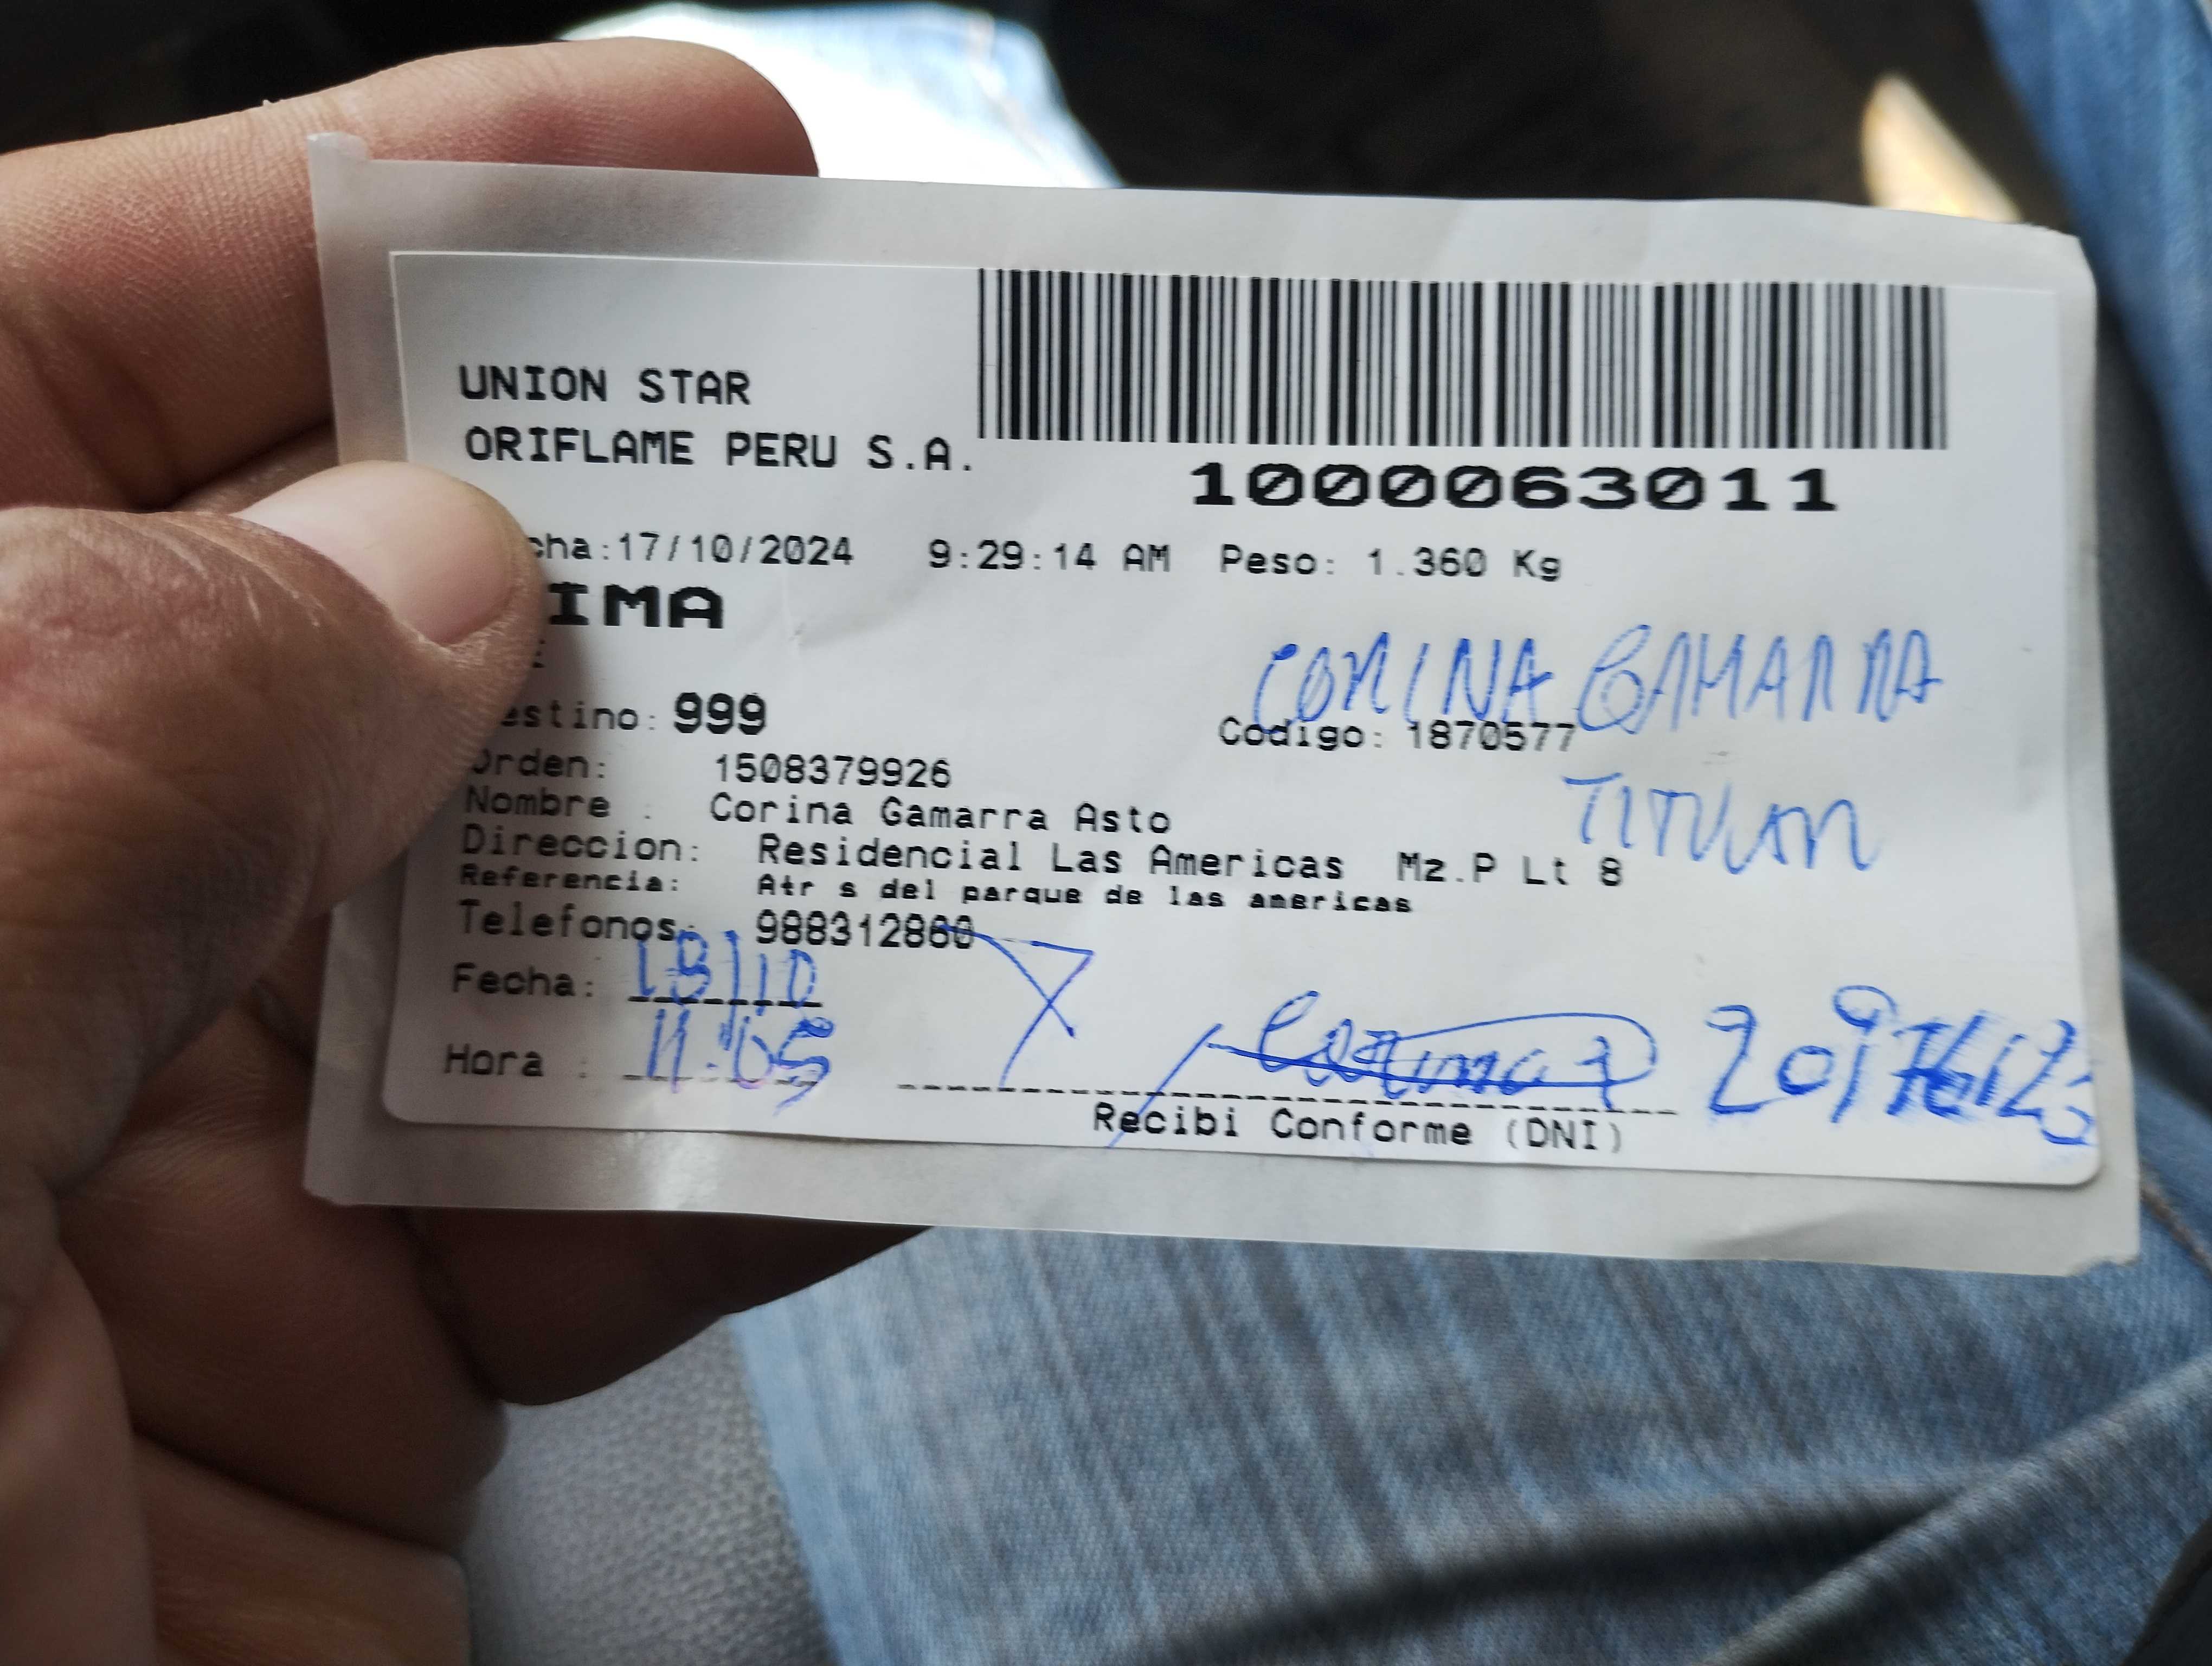 UNION STAR
ORIFLAME PERU S.A.
1000063011
cha:17/10/2024 9:29:14 AM Peso: 1.360 Kg
IMA
CORINA GAMARRA
estino: 999
Codigo: 1870577
TITULAR
Orden: 1508379926
Nombre : Corina Gamarra Asto
Direccion: Residencial Las Americas Mz.P Lt 8
Referencia: Atr s del parque de las americas
Telefonos: 988312860
Fecha: 18/10
Hora : 11:05
Recibi Conforme (DNI)